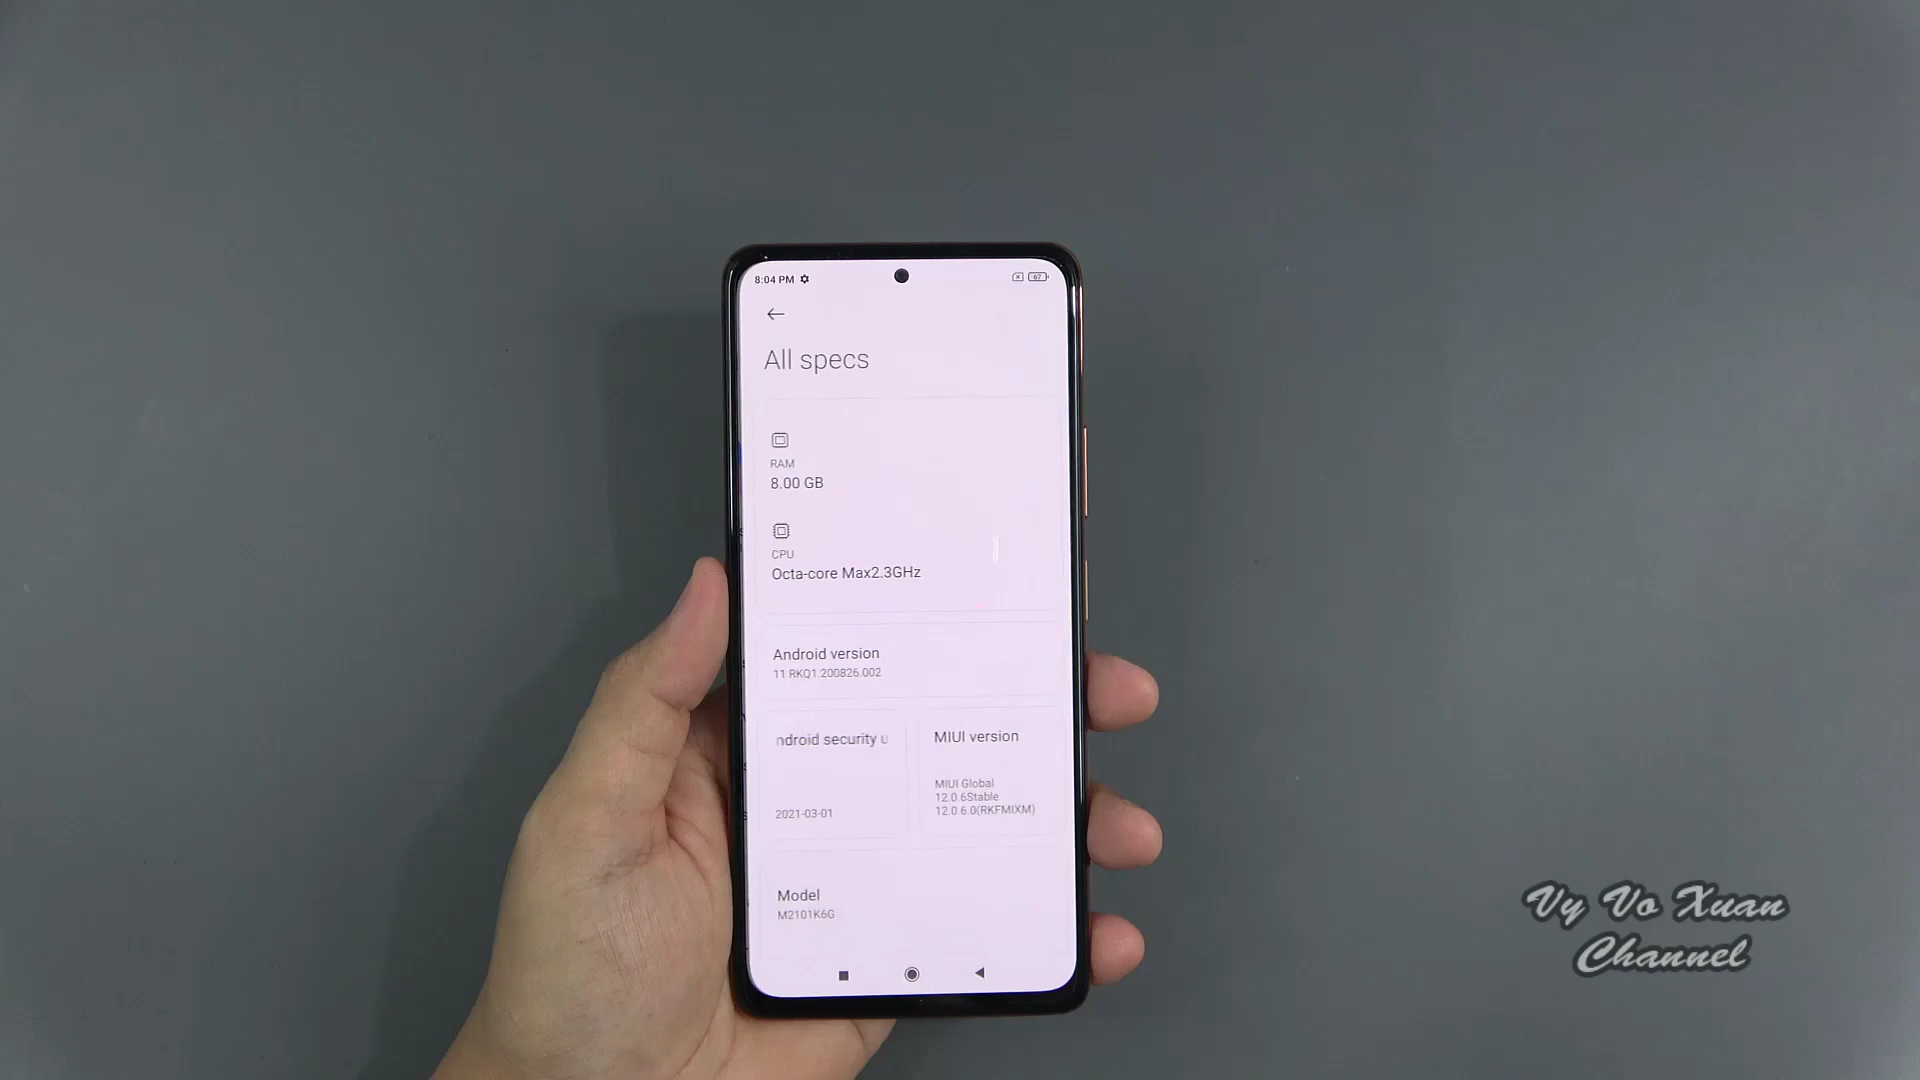 8:04 PM
67
All specs
RAM
8.00 GB
CPU
Octa-core Max2.3GHz
Android version
11 RKQ1.200826.002
ndroid security u
2021-03-01
MIUI version
MIUI Global
12.0.6Stable
12.0.6.0(RKFMIXM)
Model
M2101K6G
Vy Vo Xuan
Channel